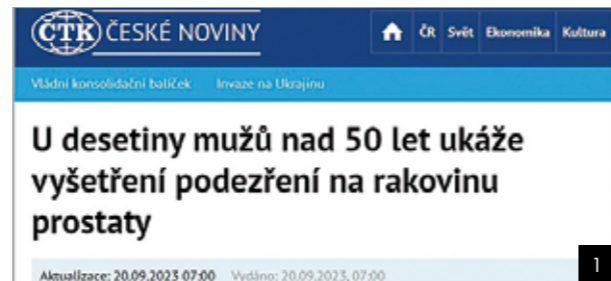 ČTK ČESKÉ NOVINY
ČR Svět Ekonomika Kultura
Vládní konsolidační balíček Invaze na Ukrajinu
U desetiny mužů nad 50 let ukáže
vyšetření podezření na rakovinu
prostaty
Aktualizace: 20.09.2023 07:00 Vydáno: 20.09.2023, 07:00
1